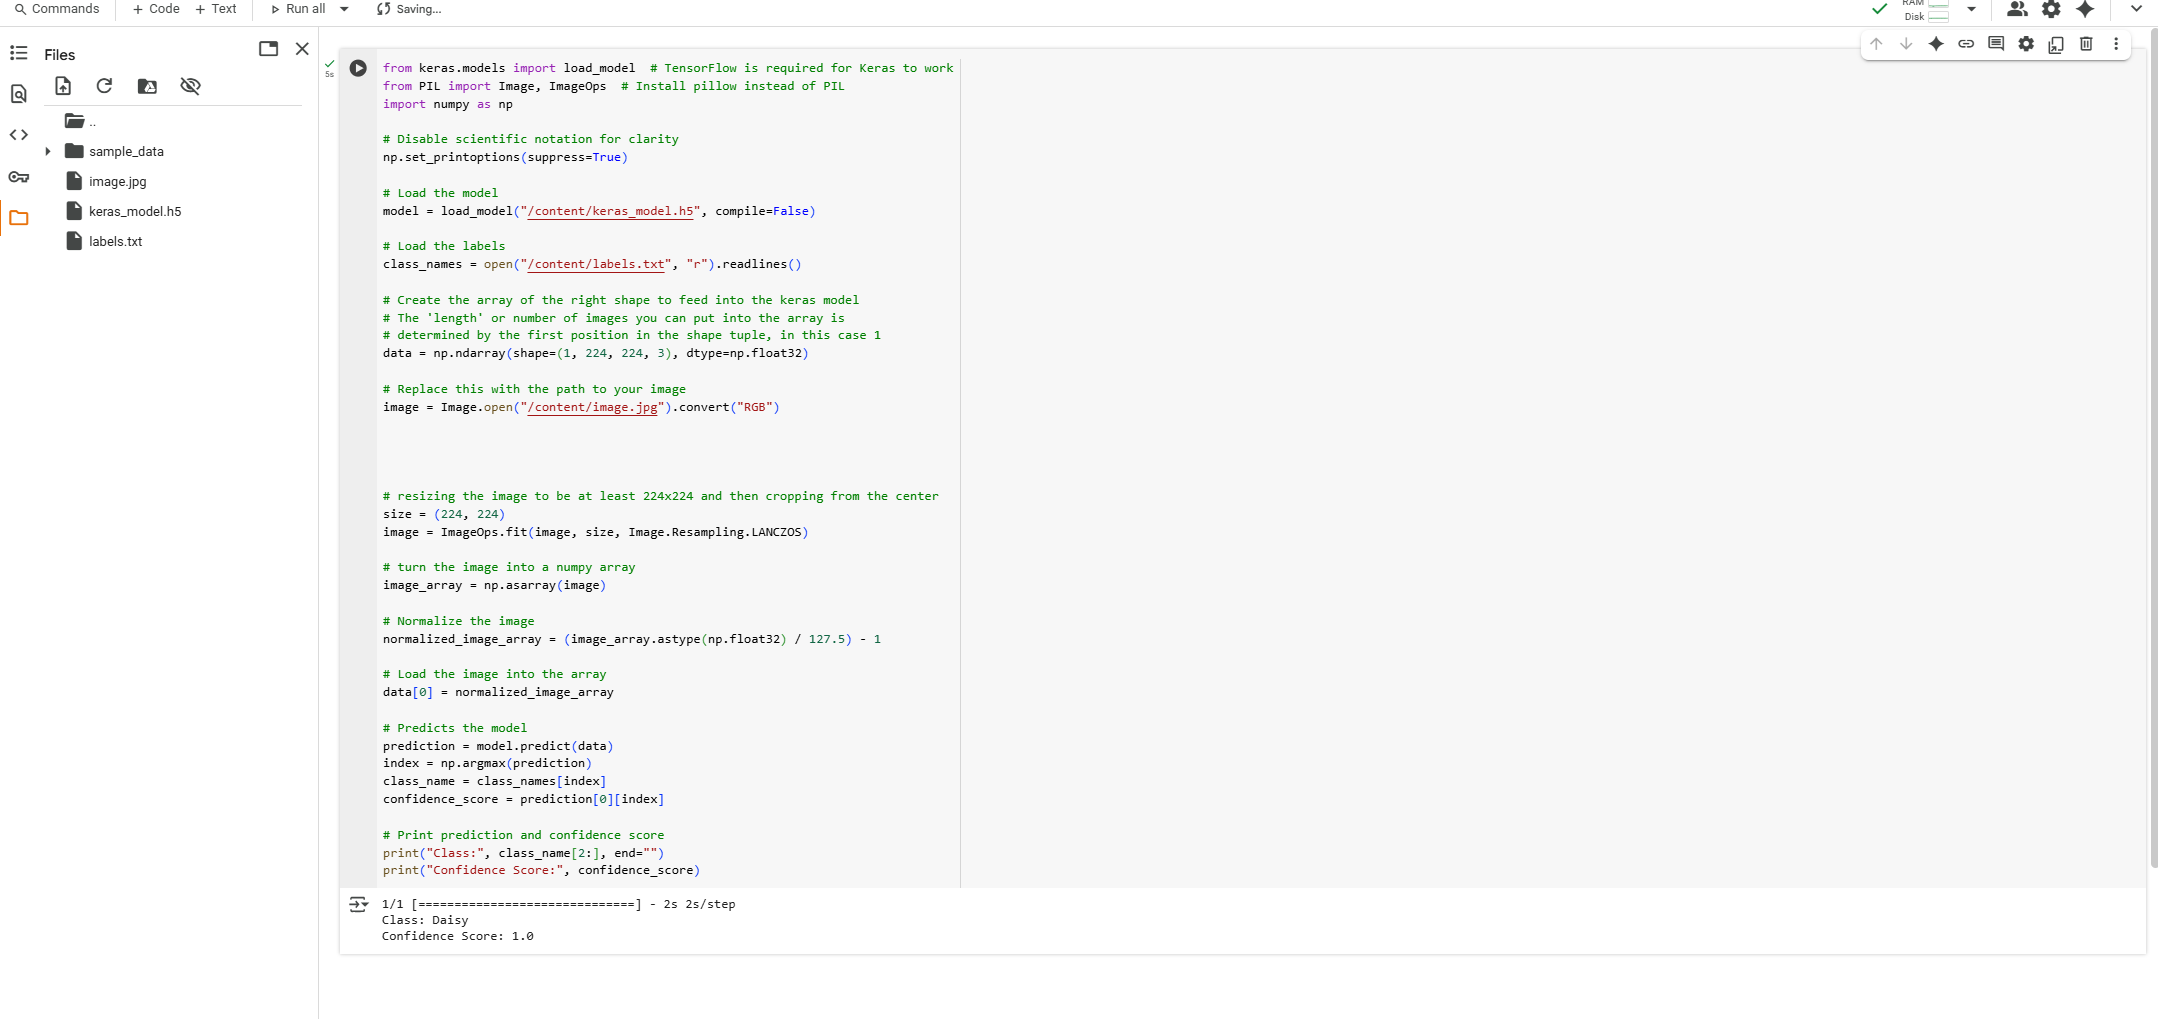 Commands
+ Code
+ Text
Run all
Saving...
RAM
Disk
Files
..
sample_data
image.jpg
keras_model.h5
labels.txt
5s
from keras.models import load_model  # TensorFlow is required for Keras to work
from PIL import Image, ImageOps  # Install pillow instead of PIL
import numpy as np
# Disable scientific notation for clarity
np.set_printoptions(suppress=True)
# Load the model
model = load_model("/content/keras_model.h5", compile=False)
# Load the labels
class_names = open("/content/labels.txt", "r").readlines()
# Create the array of the right shape to feed into the keras model
# The 'length' or number of images you can put into the array is
# determined by the first position in the shape tuple, in this case 1
data = np.ndarray(shape=(1, 224, 224, 3), dtype=np.float32)
# Replace this with the path to your image
image = Image.open("/content/image.jpg").convert("RGB")
# resizing the image to be at least 224x224 and then cropping from the center
size = (224, 224)
image = ImageOps.fit(image, size, Image.Resampling.LANCZOS)
# turn the image into a numpy array
image_array = np.asarray(image)
# Normalize the image
normalized_image_array = (image_array.astype(np.float32) / 127.5) - 1
# Load the image into the array
data[0] = normalized_image_array
# Predicts the model
prediction = model.predict(data)
index = np.argmax(prediction)
class_name = class_names[index]
confidence_score = prediction[0][index]
# Print prediction and confidence score
print("Class:", class_name[2:], end="")
print("Confidence Score:", confidence_score)
1/1 [==============================] - 2s 2s/step
Class: Daisy
Confidence Score: 1.0